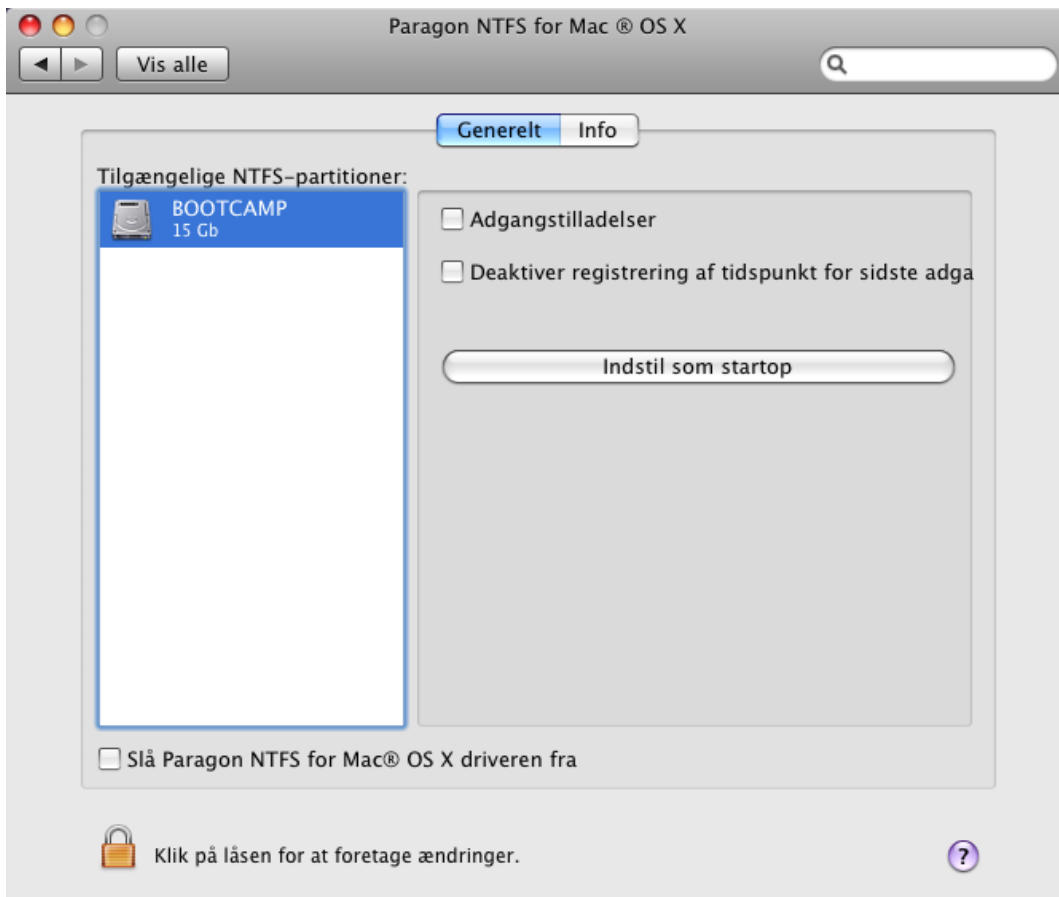 Paragon NTFS for Mac ® OS X
Vis alle
Generelt Info
Tilgængelige NTFS-partitioner:
BOOTCAMP
15 Gb
Adgangstilladelser
Deaktiver registrering af tidspunkt for sidste adga
Indstil som startop
Slå Paragon NTFS for Mac® OS X driveren fra
Klik på låsen for at foretage ændringer.
?